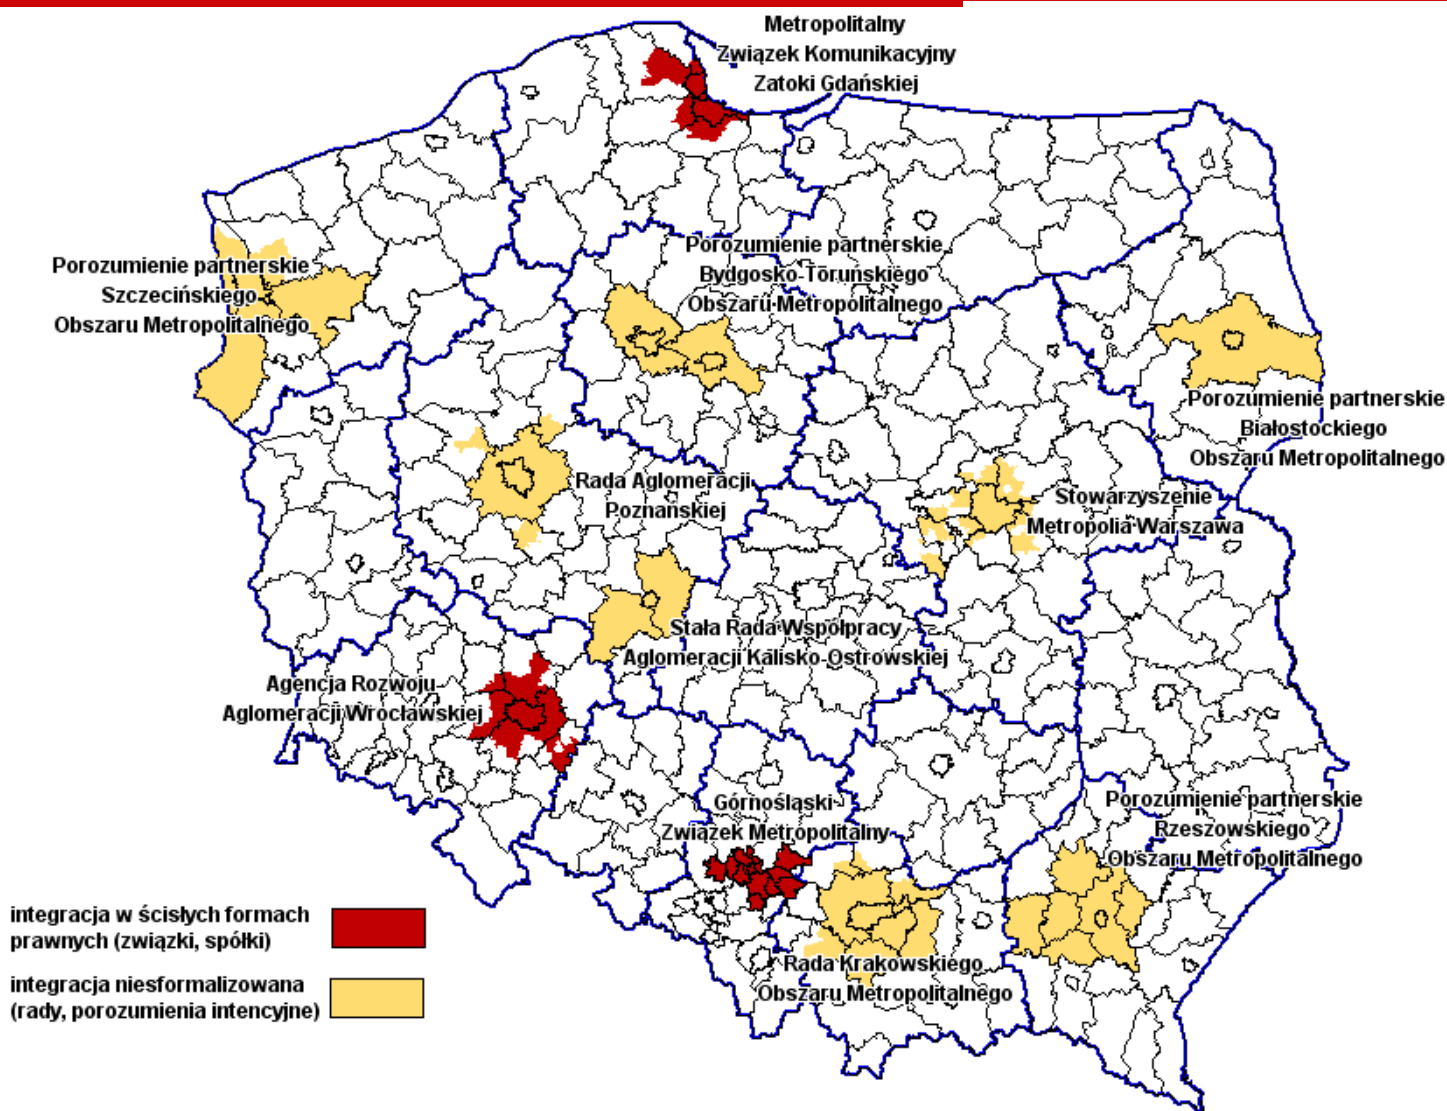 Metropolitalny
Związek Komunikacyjny
Zatoki Gdańskiej
Porozumienie partnerskie
Szczecińskiego
Obszaru Metropolitalnego
Porozumienie partnerskie
Bydgosko-Toruńskiego
Obszaru Metropolitalnego
Porozumienie partnerskie
Białostockiego
Obszaru Metropolitalnego
Rada Aglomeracji
Poznańskiej
Stowarzyszenie
Metropolia Warszawa
Stała Rada Współpracy
Aglomeracji Kalisko-Ostrowskiej
Agencja Rozwoju
Aglomeracji Wrocławskiej
Górnośląski
Związek Metropolitalny
Porozumienie partnerskie
Rzeszowskiego
Obszaru Metropolitalnego
Rada Krakowskiego
Obszaru Metropolitalnego
integracja w ścisłych formach
prawnych (związki, spółki)
integracja niesformalizowana
(rady, porozumienia intencyjne)